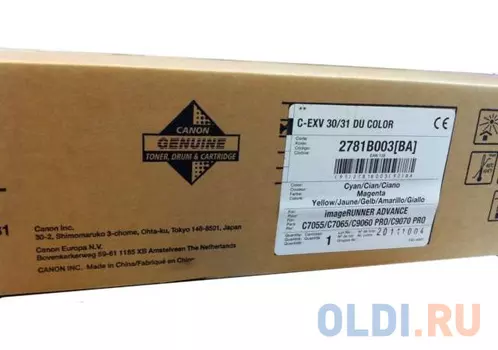 CANON
GENUINE
TONER, DRUM & CARTRIDGE
Canon Inc.
30-2, Shimomaruko 3-chome, Ohta-ku, Tokyo 146-8501, Japan
Canon Europa N.V.
Bovenkerkerweg 59-61 1185 XB Amstelveen The Netherlands
CANON INC. Made in China/Fabriqué en Chine
**
C-EXV 30/31 DU COLOR
CE
2781B003[BA]
Cyan/Cian/Ciano
Magenta
Yellow/Jaune/Gelb/Amarillo/Giallo
imageRUNNER ADVANCE
C7055/C7065/C9060 PRO/C9070 PRO
1
20111004
OLDI.RU